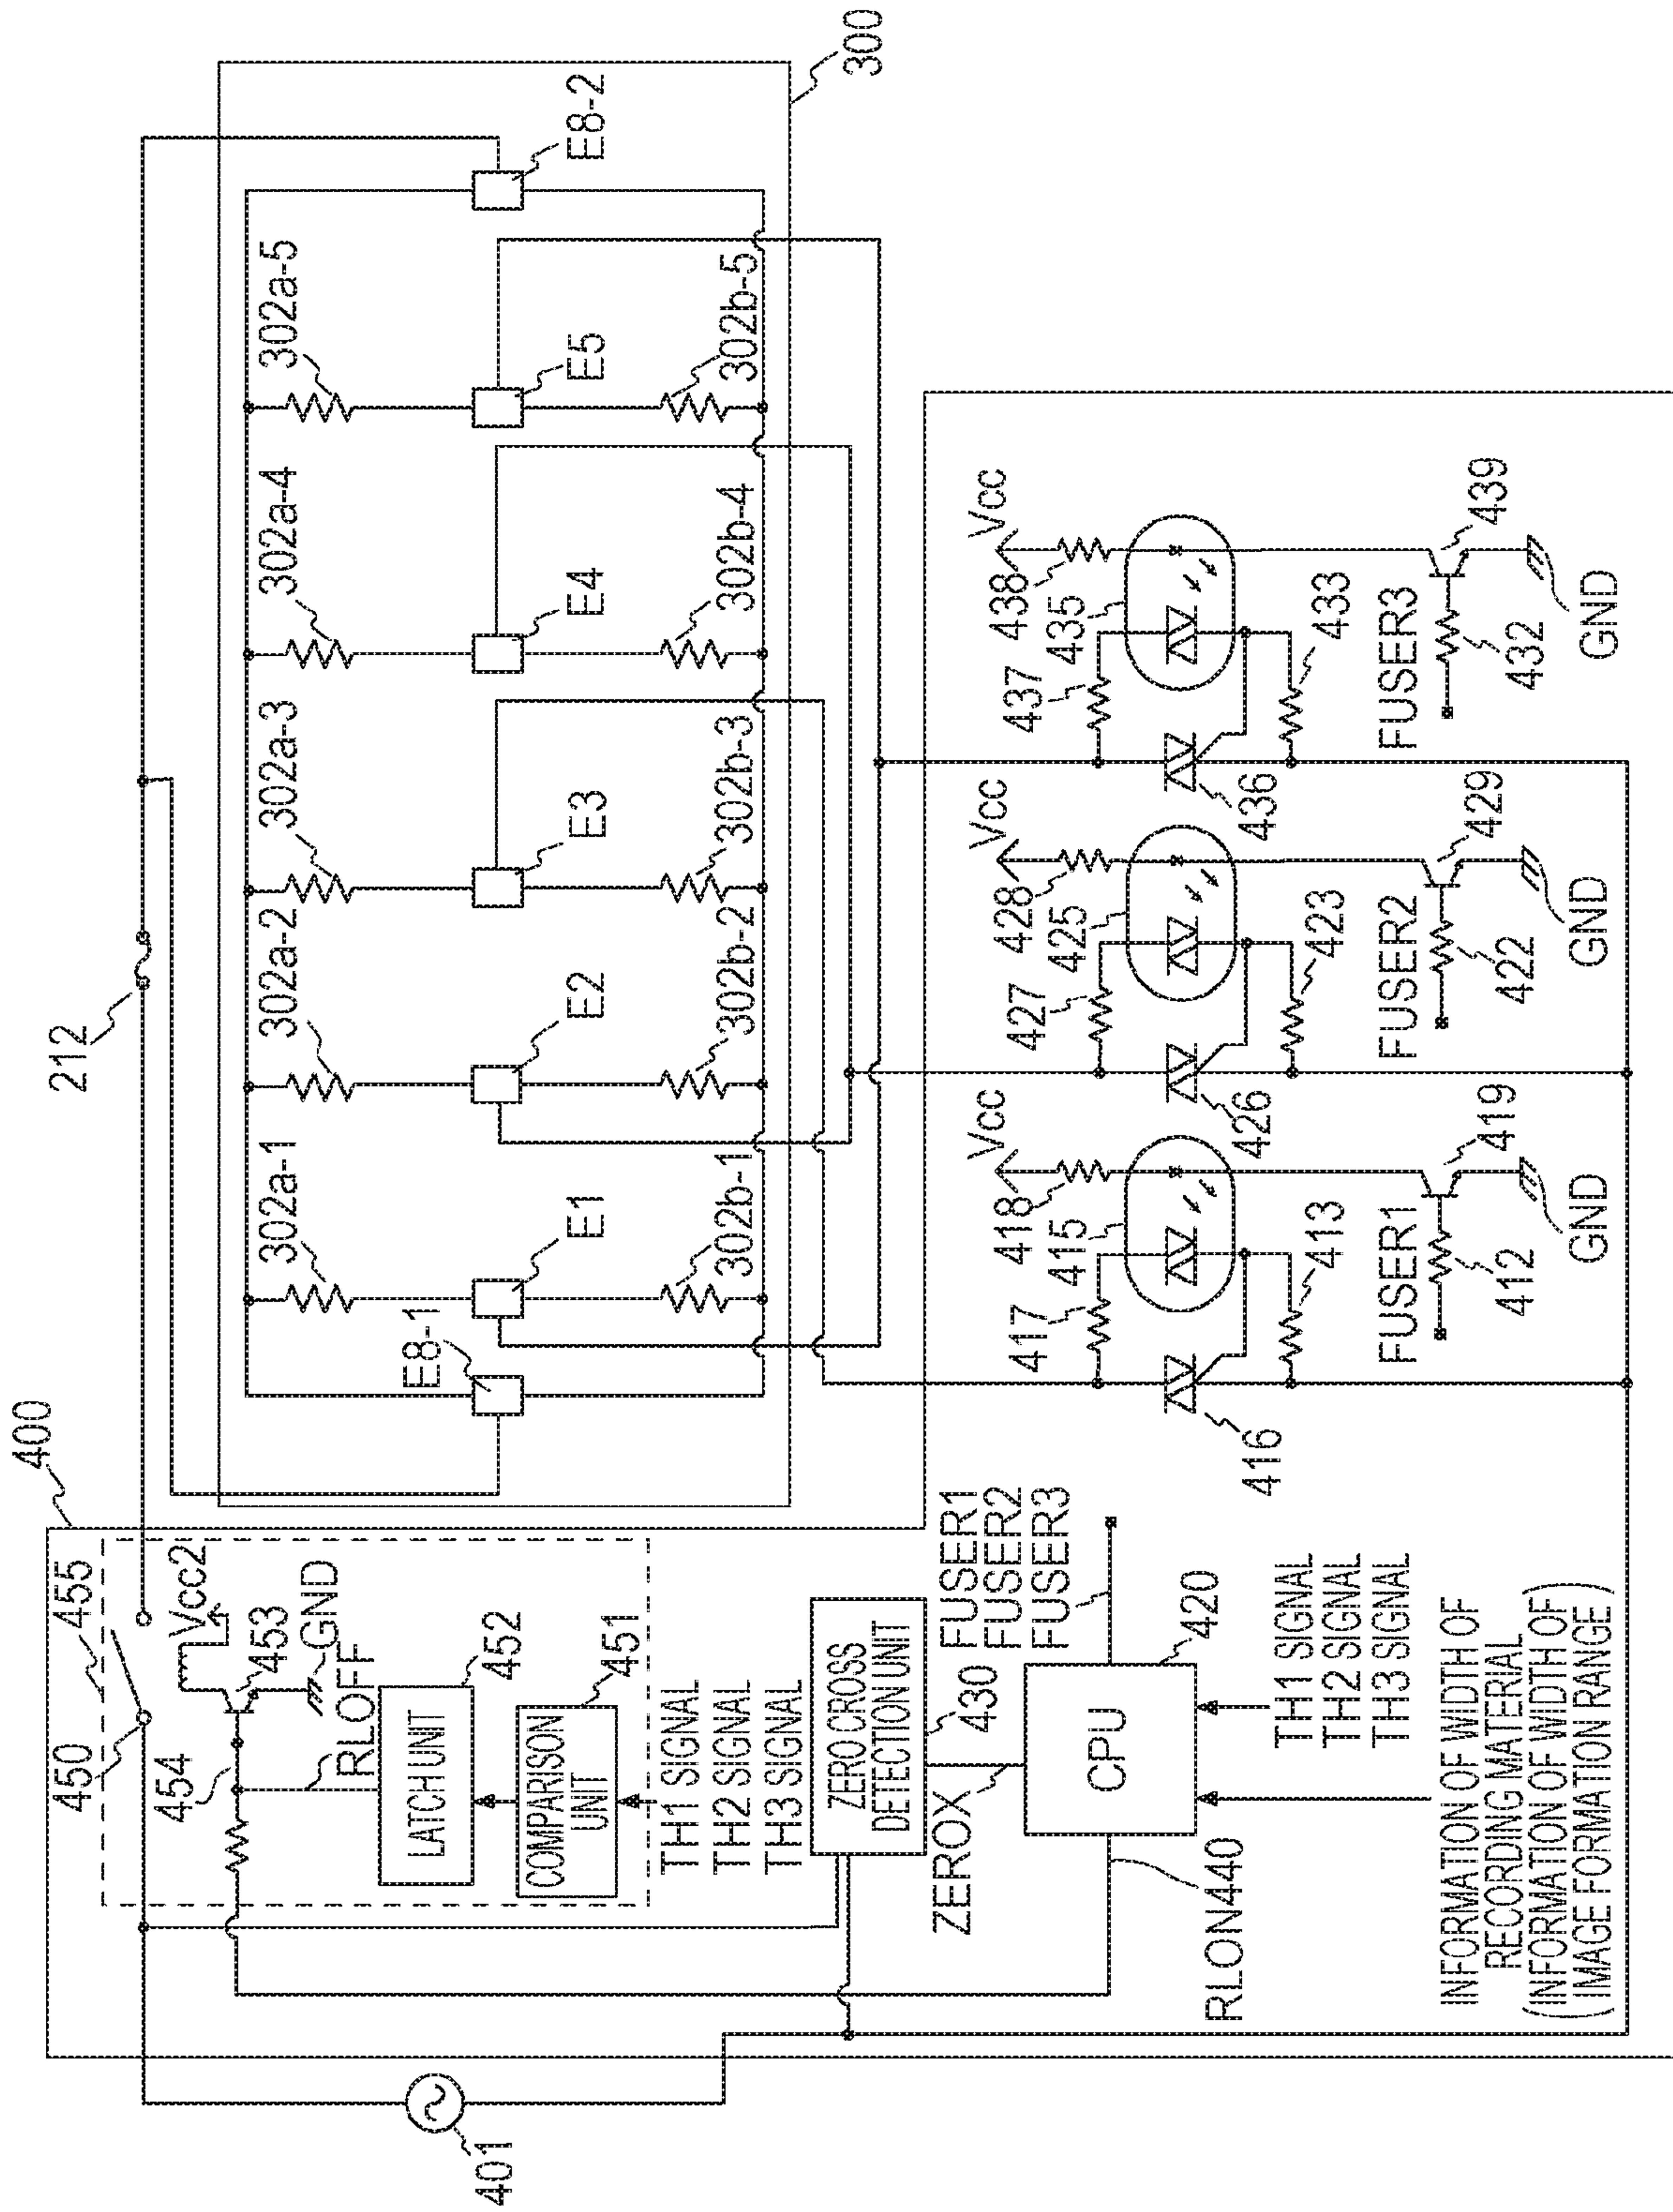 400
450
455
Vcc2
453
454
GND
RLOFF
LATCH UNIT
452
COMPARISON
UNIT
451
TH1 SIGNAL
TH2 SIGNAL
TH3 SIGNAL
ZERO CROSS
DETECTION UNIT
430
ZEROX
CPU
420
FUSER1
FUSER2
FUSER3
RLON440
TH1 SIGNAL
TH2 SIGNAL
TH3 SIGNAL
INFORMATION OF WIDTH OF
RECORDING MATERIAL
(INFORMATION OF WIDTH OF
IMAGE FORMATION RANGE)
401
212
300
302a-1
302a-2
302a-3
302a-4
302a-5
E8-1
E1
E2
E3
E4
E5
E8-2
302b-1
302b-2
302b-3
302b-4
302b-5
Vcc
418
415
417
416
413
FUSER1
412
419
GND
Vcc
428
425
427
426
423
FUSER2
422
429
GND
Vcc
438
435
437
436
433
FUSER3
432
439
GND